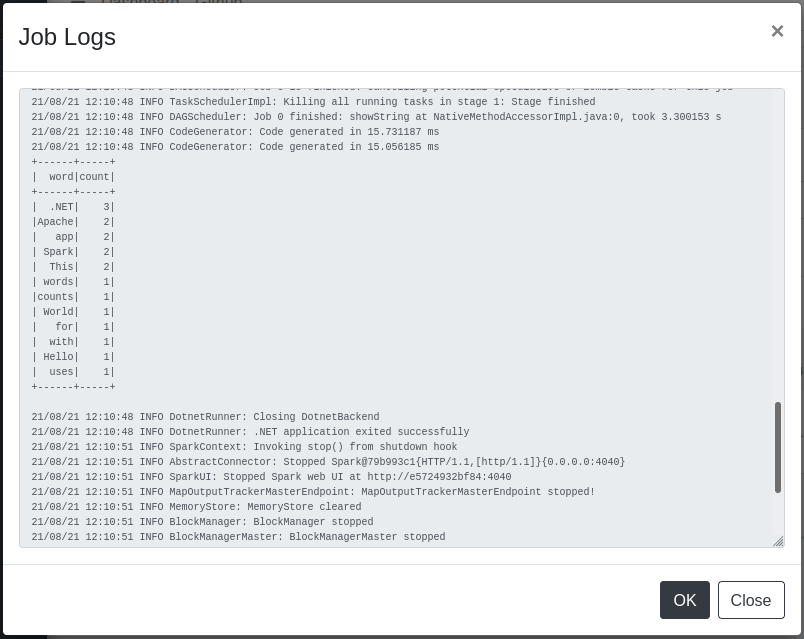 Job Logs
×
21/08/21 12:10:48 INFO TaskSchedulerImpl: Killing all running tasks in stage 1: Stage finished
21/08/21 12:10:48 INFO DAGScheduler: Job 0 finished: showString at NativeMethodAccessorImpl.java:0, took 3.300153 s
21/08/21 12:10:48 INFO CodeGenerator: Code generated in 15.731187 ms
21/08/21 12:10:48 INFO CodeGenerator: Code generated in 15.056185 ms
+------+-----+
|  word|count|
+------+-----+
|  .NET|    3|
|Apache|    2|
|   app|    2|
| Spark|    2|
|  This|    2|
| words|    1|
|counts|    1|
| World|    1|
|   for|    1|
|  with|    1|
| Hello|    1|
|  uses|    1|
+------+-----+
21/08/21 12:10:48 INFO DotnetRunner: Closing DotnetBackend
21/08/21 12:10:48 INFO DotnetRunner: .NET application exited successfully
21/08/21 12:10:51 INFO SparkContext: Invoking stop() from shutdown hook
21/08/21 12:10:51 INFO AbstractConnector: Stopped Spark@79b993c1{HTTP/1.1,[http/1.1]}{0.0.0.0:4040}
21/08/21 12:10:51 INFO SparkUI: Stopped Spark web UI at http://e5724932bf84:4040
21/08/21 12:10:51 INFO MapOutputTrackerMasterEndpoint: MapOutputTrackerMasterEndpoint stopped!
21/08/21 12:10:51 INFO MemoryStore: MemoryStore cleared
21/08/21 12:10:51 INFO BlockManager: BlockManager stopped
21/08/21 12:10:51 INFO BlockManagerMaster: BlockManagerMaster stopped
OK Close